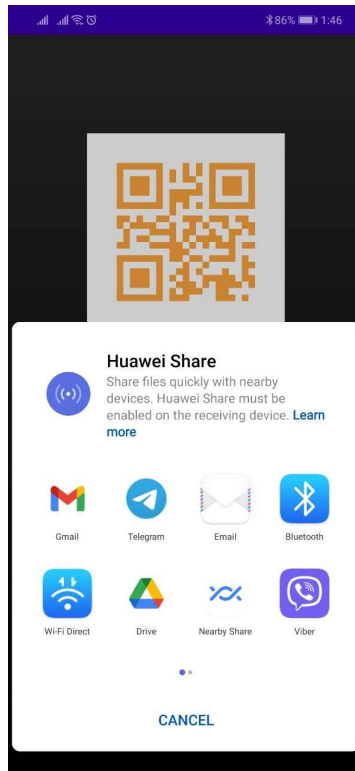 86% 1:46
Huawei Share
Share files quickly with nearby
devices. Huawei Share must be
enabled on the receiving device. Learn
more
Gmail Telegram Email Bluetooth
Wi-Fi Direct Drive Nearby Share Viber
CANCEL